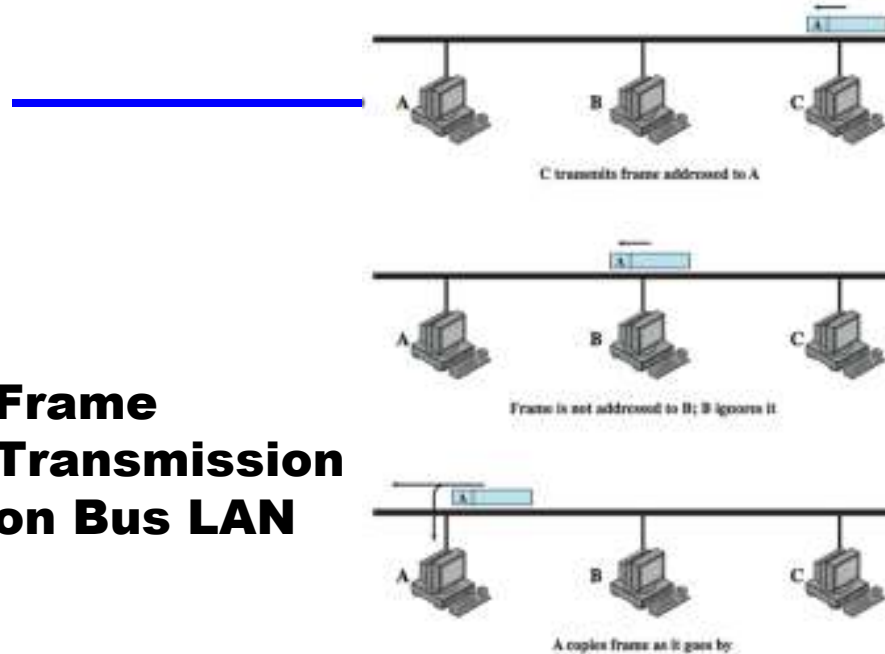 A
A
B
C
C transmits frame addressed to A
A
A
B
C
Frame is not addressed to B; B ignores it
Frame
Transmission
on Bus LAN
A
A
B
C
A copies frame as it goes by